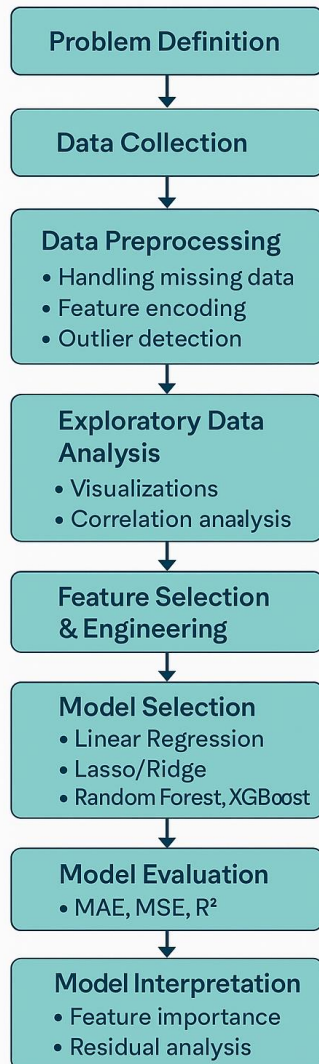 Problem Definition
Data Collection
Data Preprocessing
• Handling missing data
• Feature encoding
• Outlier detection
Exploratory Data
Analysis
• Visualizations
• Correlation analysis
Feature Selection
& Engineering
Model Selection
• Linear Regression
• Lasso/Ridge
• Random Forest, XGBoost
Model Evaluation
• MAE, MSE, R²
Model Interpretation
• Feature importance
• Residual analysis